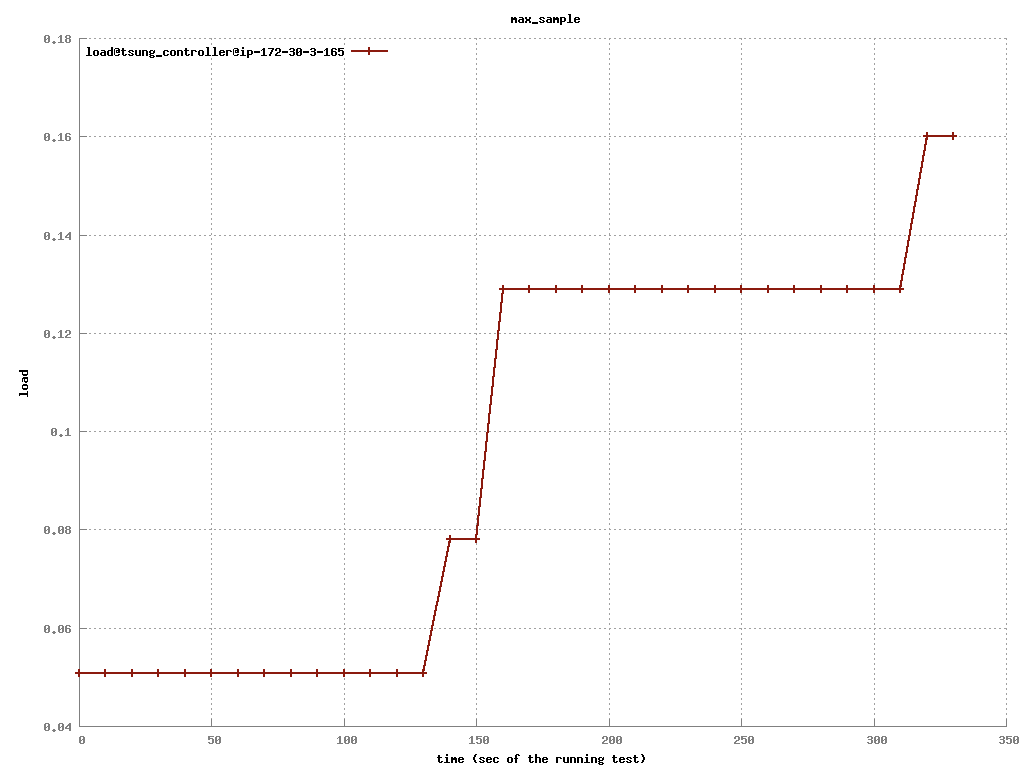 max_sample
0.18
load@tsung_controller@ip-172-30-3-165
0.16
0.14
0.12
load
0.1
0.08
0.06
0.04
0 50 100 150 200 250 300 350
time (sec of the running test)